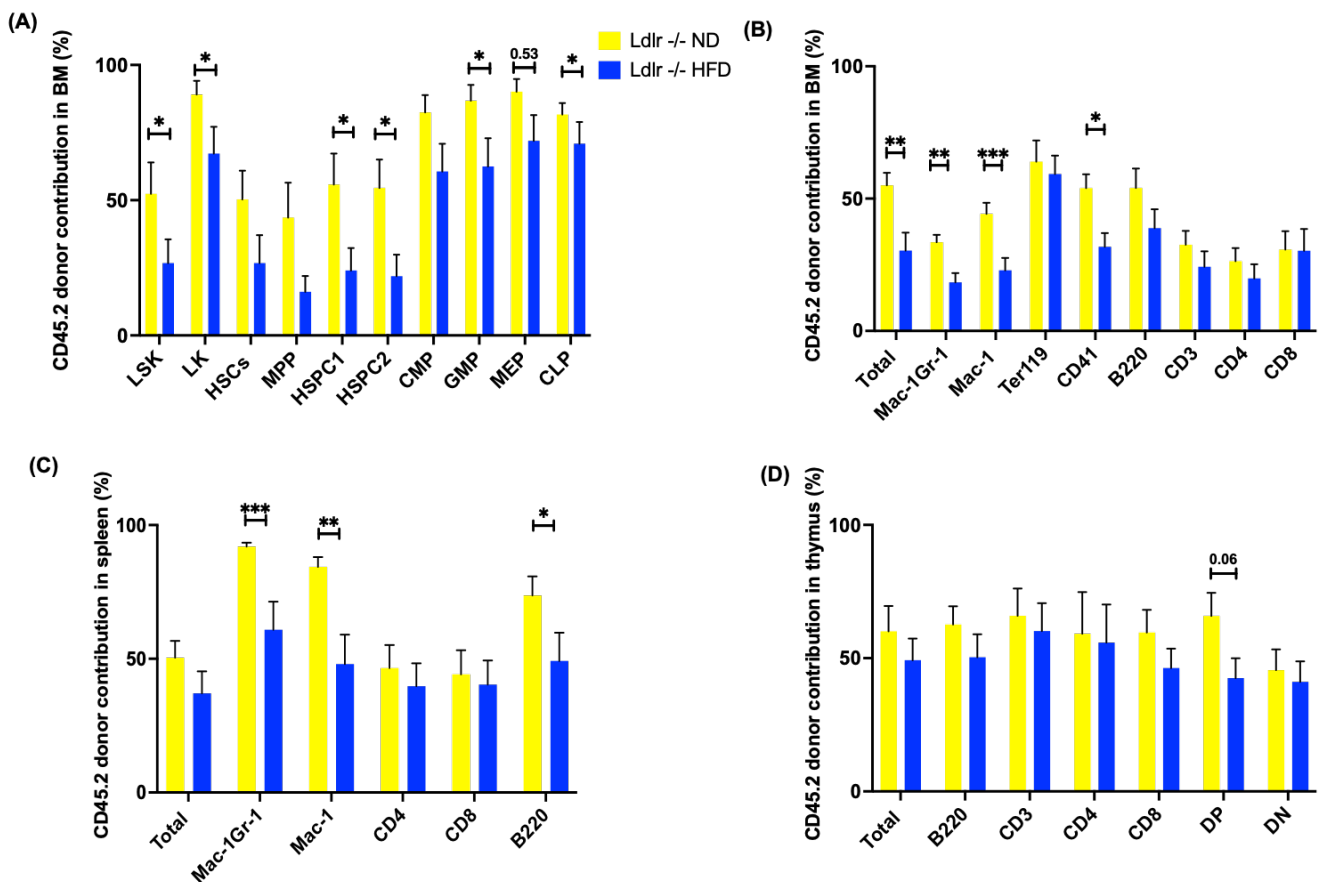 (A)
CD45.2 donor contribution in BM (%)
Ldlr -/- ND
Ldlr -/- HFD
100
50
0
*
*
*
*
*
0.53
*
LSK
LK
HSCs
MPP
HSPC1
HSPC2
CMP
GMP
MEP
CLP
(B)
CD45.2 donor contribution in BM (%)
100
50
0
**
**
***
*
Total
Mac-1Gr-1
Mac-1
Ter119
CD41
B220
CD3
CD4
CD8
(C)
CD45.2 donor contribution in spleen (%)
100
50
0
***
**
*
Total
Mac-1Gr-1
Mac-1
CD4
CD8
B220
(D)
CD45.2 donor contribution in thymus (%)
100
50
0
0.06
Total
B220
CD3
CD4
CD8
DP
DN